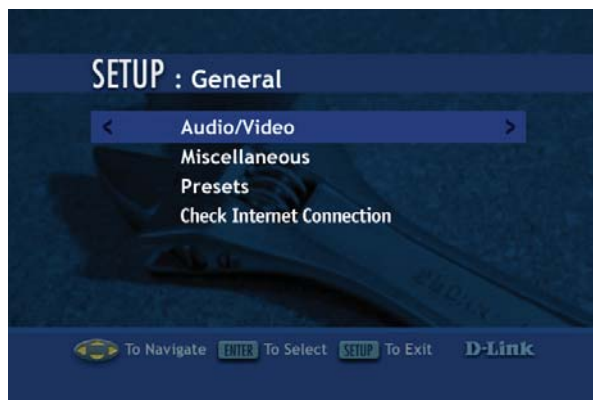 SETUP : General
< Audio/Video >
Miscellaneous
Presets
Check Internet Connection
To Navigate ENTER To Select SETUP To Exit D-Link